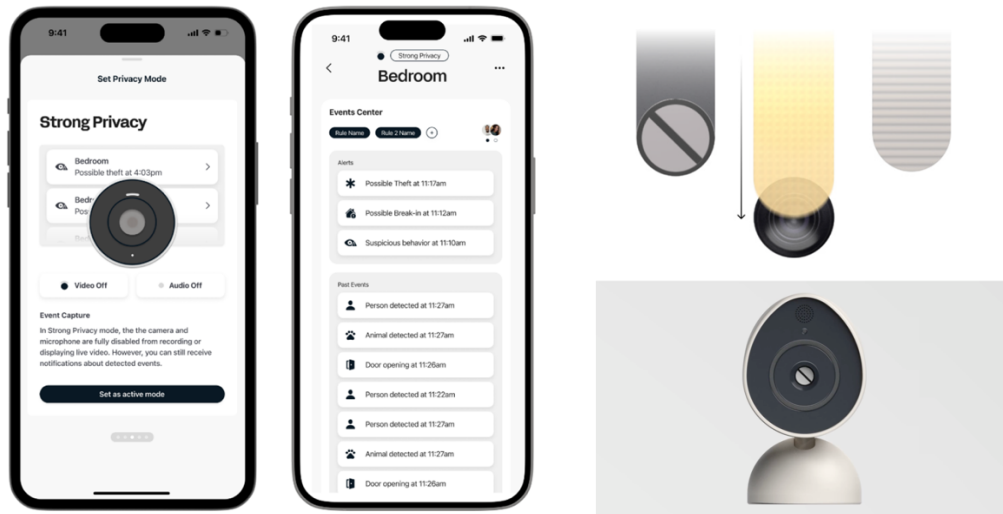 9:41
Set Privacy Mode
Strong Privacy
Bedroom
Possible theft at 4:03pm
Video Off
Audio Off
Event Capture
In Strong Privacy mode, the the camera and
microphone are fully disabled from recording or
displaying live video. However, you can still receive
notifications about detected events.
Set as active mode
9:41
Strong Privacy
Bedroom
Events Center
Rule Name
Rule 2 Name
Alerts
Possible Theft at 11:17am
Possible Break-in at 11:12am
Suspicious behavior at 11:10am
Past Events
Person detected at 11:27am
Animal detected at 11:27am
Door opening at 11:26am
Person detected at 11:22am
Person detected at 11:27am
Animal detected at 11:27am
Door opening at 11:26am